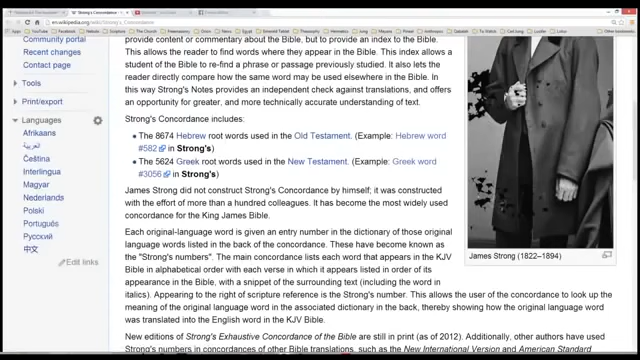 en.wikipedia.org/wiki/Strong's_Concordance
Community portal
Recent changes
Contact page
Tools
Print/export
Languages
Afrikaans
العربية
Čeština
Interlingua
Magyar
Nederlands
Polski
Português
Русский
中文
Edit links
provide content or commentary about the Bible, but to provide an index to the Bible.
This allows the reader to find words where they appear in the Bible. This index allows a
student of the Bible to re-find a phrase or passage previously studied. It also lets the
reader directly compare how the same word may be used elsewhere in the Bible. In
this way Strong's Notes provides an independent check against translations, and offers
an opportunity for greater, and more technically accurate understanding of text.
Strong's Concordance includes:
The 8674 Hebrew root words used in the Old Testament. (Example: Hebrew word
#582 in Strong's)
The 5624 Greek root words used in the New Testament. (Example: Greek word
#3056 in Strong's)
James Strong did not construct Strong's Concordance by himself; it was constructed
with the effort of more than a hundred colleagues. It has become the most widely used
concordance for the King James Bible.
Each original-language word is given an entry number in the dictionary of those original
language words listed in the back of the concordance. These have become known as
the "Strong's numbers". The main concordance lists each word that appears in the KJV
Bible in alphabetical order with each verse in which it appears listed in order of its
appearance in the Bible, with a snippet of the surrounding text (including the word in
italics). Appearing to the right of scripture reference is the Strong's number. This allows the user of the concordance to look up the
meaning of the original language word in the associated dictionary in the back, thereby showing how the original language word
was translated into the English word in the KJV Bible.
New editions of Strong's Exhaustive Concordance of the Bible are still in print (as of 2012). Additionally, other authors have used
Strong's numbers in concordances of other Bible translations, such as the New International Version and American Standard
James Strong (1822–1894)